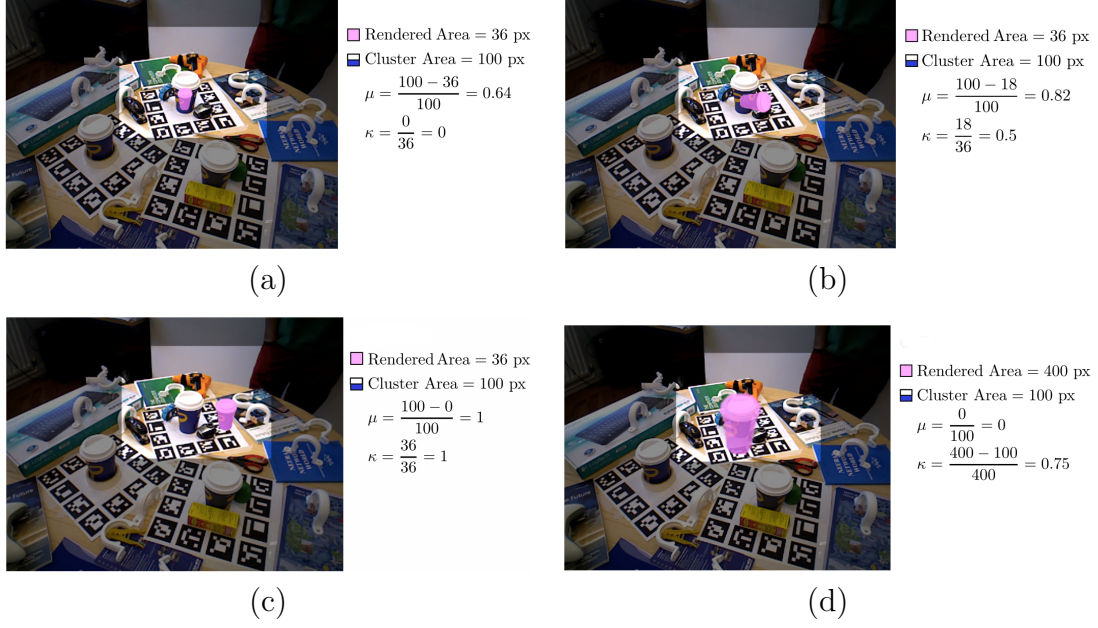 Rendered Area = 36 px
Cluster Area = 100 px
μ = (100 − 36)/100 = 0.64
κ = 0/36 = 0
(a)
Rendered Area = 36 px
Cluster Area = 100 px
μ = (100 − 18)/100 = 0.82
κ = 18/36 = 0.5
(b)
Rendered Area = 36 px
Cluster Area = 100 px
μ = (100 − 0)/100 = 1
κ = 36/36 = 1
(c)
Rendered Area = 400 px
Cluster Area = 100 px
μ = 0/100 = 0
κ = (400 − 100)/400 = 0.75
(d)